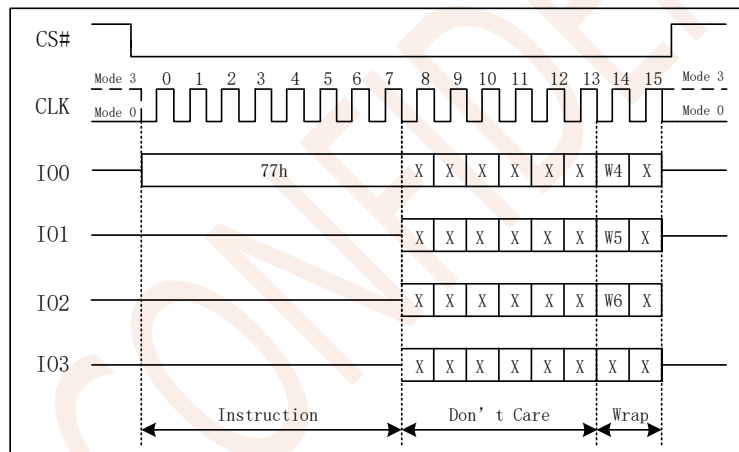 CS#
Mode 3 0 1 2 3 4 5 6 7 8 9 10 11 12 13 14 15 Mode 3
CLK
Mode 0 Mode 0
IO0 77h X X X X X X W4 X
IO1 X X X X X X W5 X
IO2 X X X X X X W6 X
IO3 X X X X X X X X
Instruction Don't Care Wrap